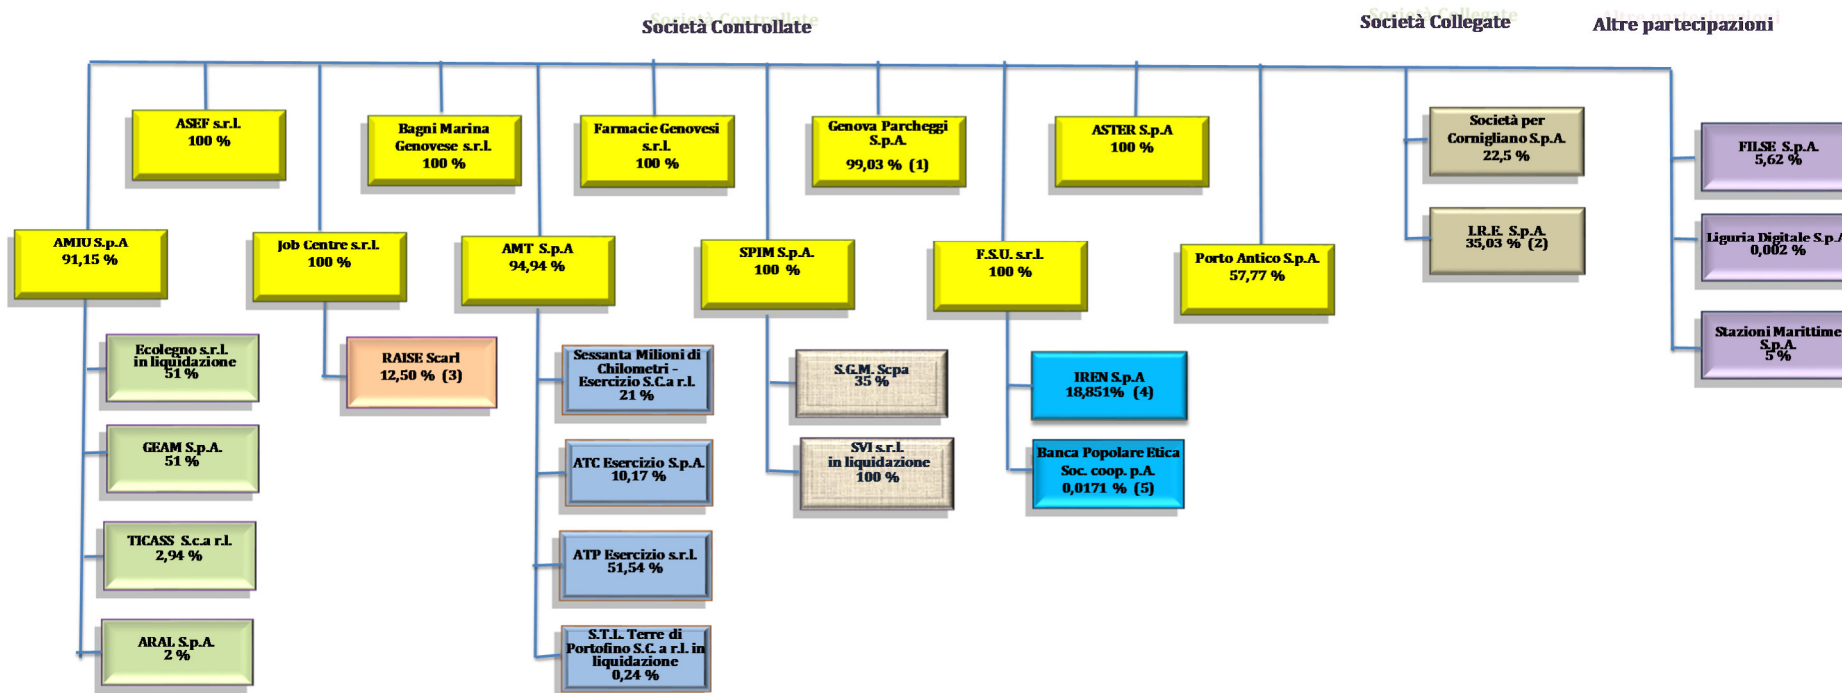 Società Controllate
Società Collegate
Altre partecipazioni
ASEF s.r.l.
100 %
Bagni Marina
Genovese s.r.l.
100 %
Farmacie Genovesi
s.r.l.
100 %
Genova Parcheggi
S.p.A.
99,03 % (1)
ASTER S.p.A
100 %
Società per
Cornigliano S.p.A.
22,5 %
FILSE S.p.A.
5,62 %
AMIU S.p.A
91,15 %
Job Centre s.r.l.
100 %
AMT S.p.A
94,94 %
SPIM S.p.A.
100 %
F.S.U. s.r.l.
100 %
Porto Antico S.p.A.
57,77 %
I.R.E. S.p.A.
35,03 % (2)
Liguria Digitale S.p.A
0,002 %
Stazioni Marittime
S.p.A.
5 %
Ecolegno s.r.l.
in liquidazione
51 %
GEAM S.p.A.
51 %
TICASS S.c.a r.l.
2,94 %
ARAL S.p.A.
2 %
RAISE Scarl
12,50 % (3)
Sessanta Milioni di
Chilometri –
Esercizio S.C.a r.l.
21 %
ATC Esercizio S.p.A.
10,17 %
ATP Esercizio s.r.l.
51,54 %
S.T.L. Terre di
Portofino S.C. a r.l. in
liquidazione
0,24 %
S.G.M. Scpa
35 %
SVI s.r.l.
in liquidazione
100 %
IREN S.p.A
18,851% (4)
Banca Popolare Etica
Soc. coop. p.A.
0,0171 % (5)